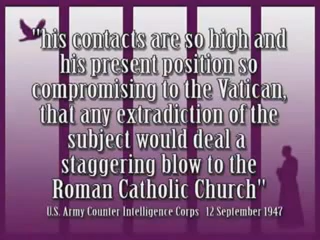 "his contacts are so high and
his present position so
compromising to the Vatican,
that any extradition of the
subject would deal a
staggering blow to the
Roman Catholic Church"
U.S. Army Counter Intelligence Corps 12 September 1947